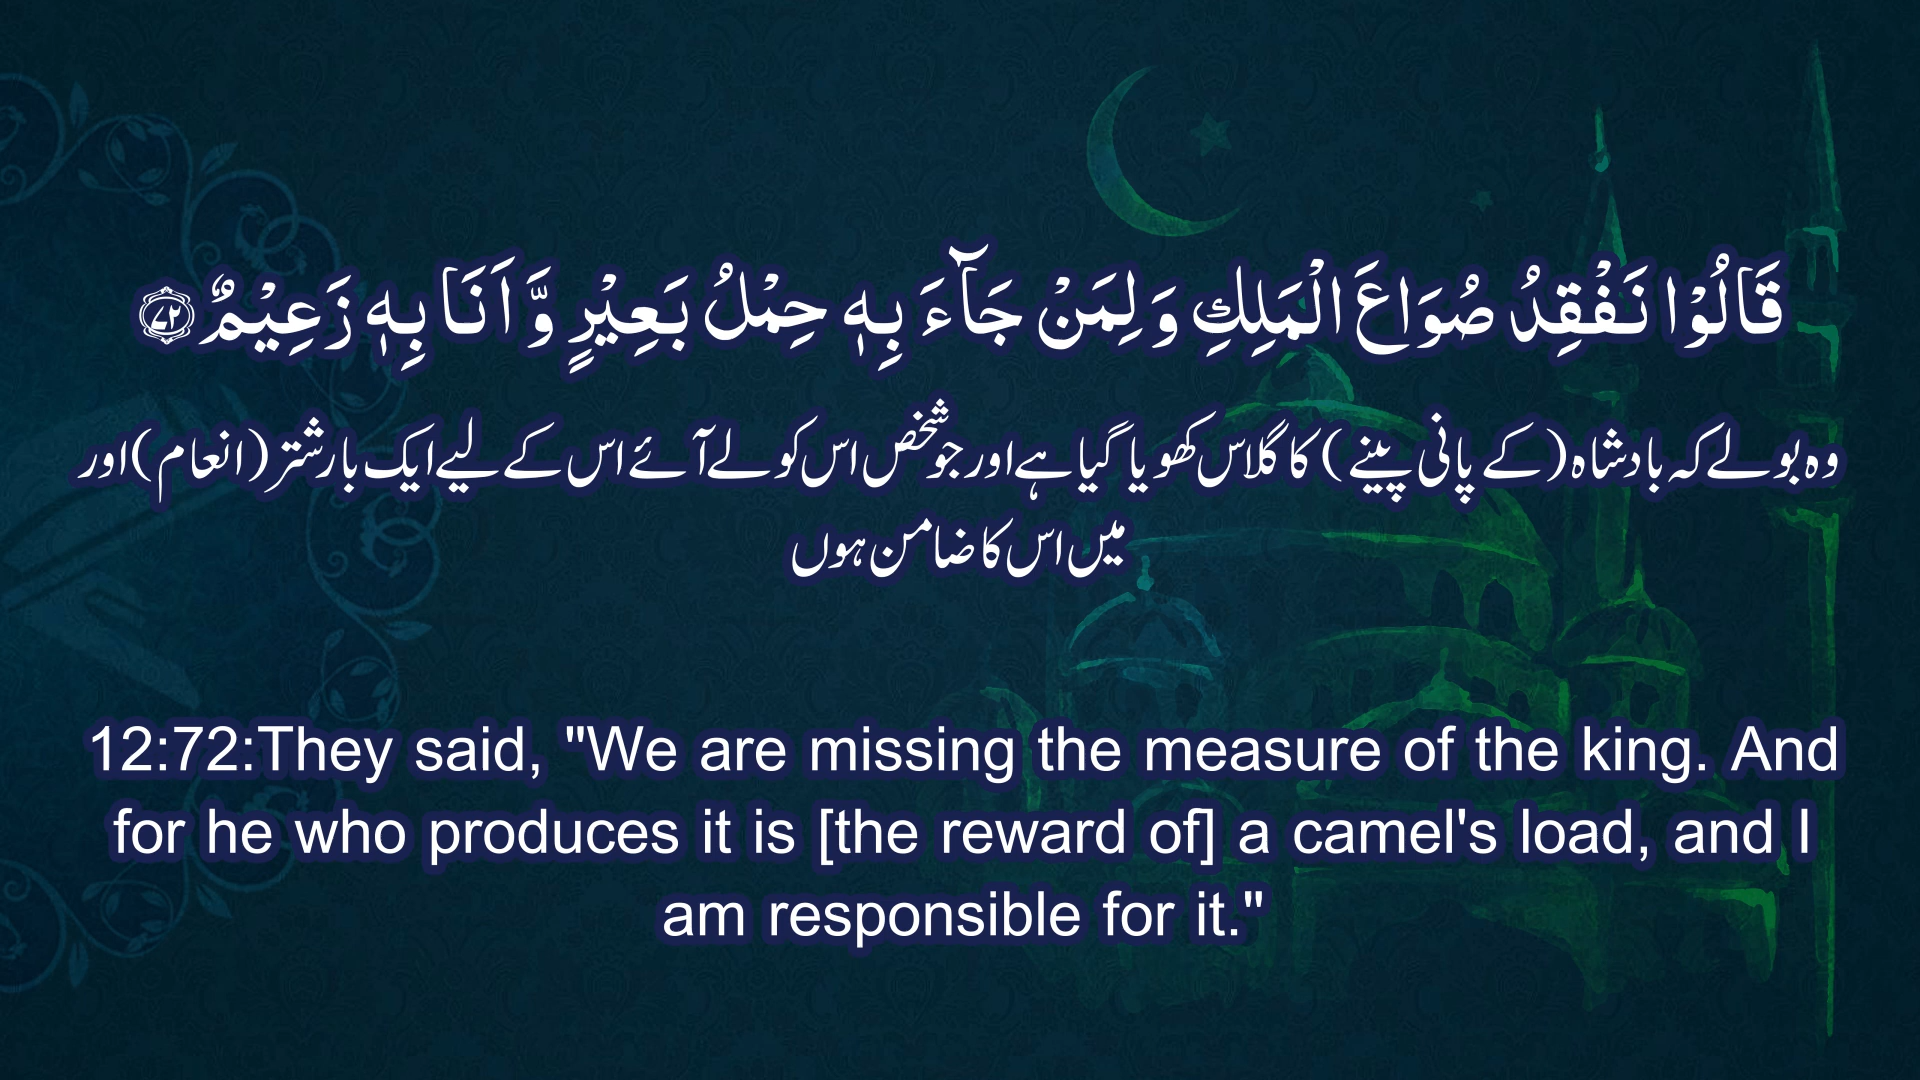 قَالُوْا نَفْقِدُ صُوَاعَ الْمَلِكِ وَ لِمَنْ جَآءَ بِهٖ حِمْلُ بَعِيْرٍ وَّ اَنَا بِهٖ زَعِيْمٌ ﴿۷۲﴾
وہ بولے کہ بادشاہ (کے پانی پینے) کا گلاس کھویا گیا ہے اور جو شخص اس کو لے آئے اس کے لیے ایک بارشتر (انعام) اور
میں اس کا ضامن ہوں
12:72:They said, "We are missing the measure of the king. And
for he who produces it is [the reward of] a camel's load, and I
am responsible for it."